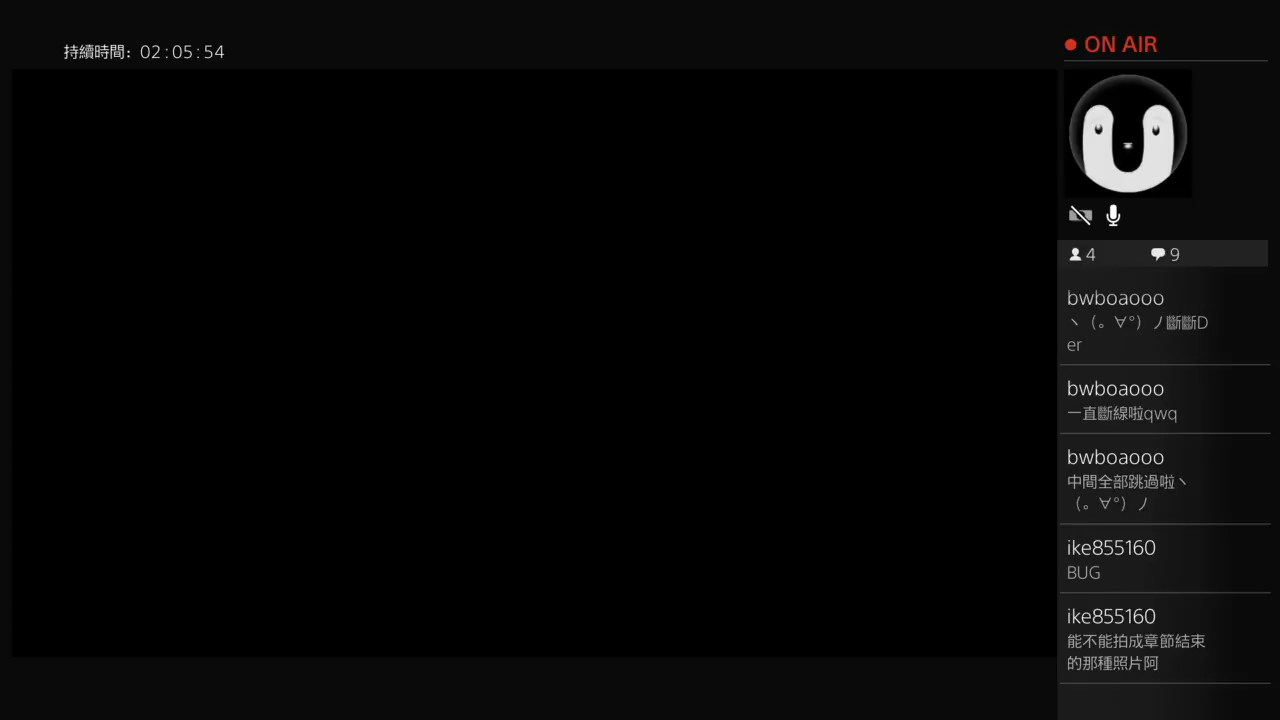 持續時間: 02:05:54
ON AIR
4 9
bwboaooo
ヽ（。∀°）ノ斷斷D
er
bwboaooo
一直斷線啦qwq
bwboaooo
中間全部跳過啦ヽ
（。∀°）ノ
ike855160
BUG
ike855160
能不能拍成章節結束
的那種照片阿